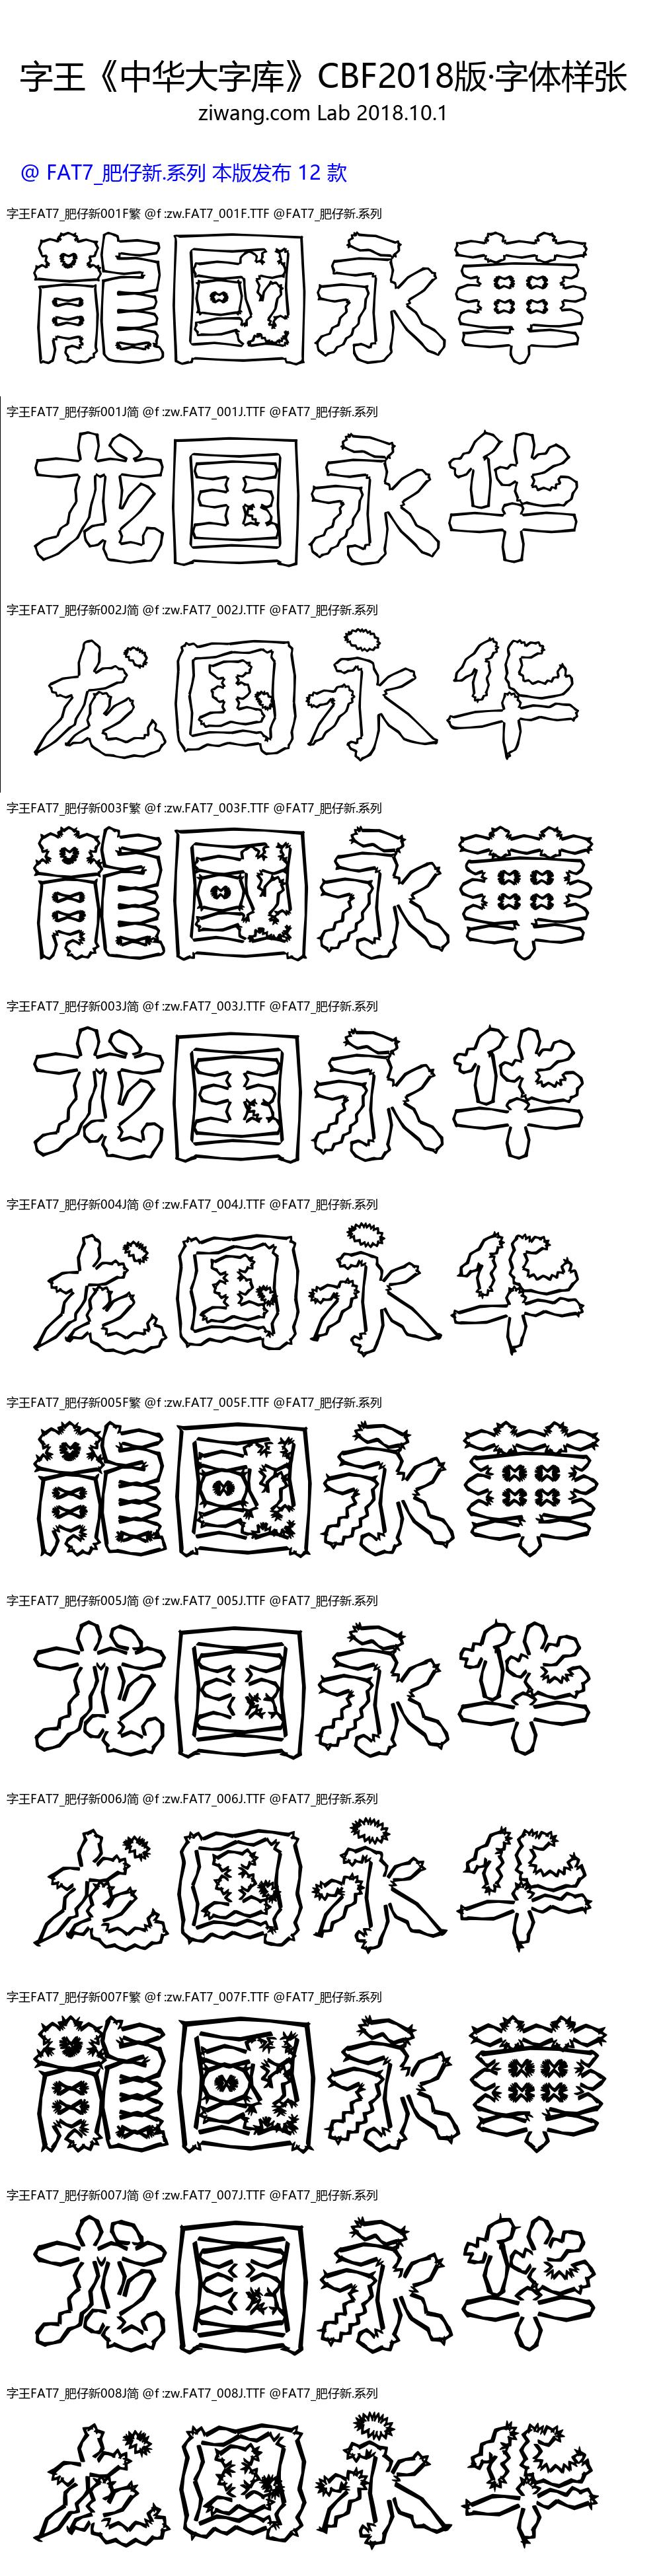 字王《中华大字库》CBF2018版·字体样张
ziwang.com Lab 2018.10.1
@ FAT7_肥仔新.系列 本版发布 12 款
字王FAT7_肥仔新001F繁 @f :zw.FAT7_001F.TTF @FAT7_肥仔新.系列
龍國永華
字王FAT7_肥仔新001J简 @f :zw.FAT7_001J.TTF @FAT7_肥仔新.系列
龙国永华
字王FAT7_肥仔新002J简 @f :zw.FAT7_002J.TTF @FAT7_肥仔新.系列
龙国永华
字王FAT7_肥仔新003F繁 @f :zw.FAT7_003F.TTF @FAT7_肥仔新.系列
龍國永華
字王FAT7_肥仔新003J简 @f :zw.FAT7_003J.TTF @FAT7_肥仔新.系列
龙国永华
字王FAT7_肥仔新004J简 @f :zw.FAT7_004J.TTF @FAT7_肥仔新.系列
龙国永华
字王FAT7_肥仔新005F繁 @f :zw.FAT7_005F.TTF @FAT7_肥仔新.系列
龍國永華
字王FAT7_肥仔新005J简 @f :zw.FAT7_005J.TTF @FAT7_肥仔新.系列
龙国永华
字王FAT7_肥仔新006J简 @f :zw.FAT7_006J.TTF @FAT7_肥仔新.系列
龙国永华
字王FAT7_肥仔新007F繁 @f :zw.FAT7_007F.TTF @FAT7_肥仔新.系列
龍國永華
字王FAT7_肥仔新007J简 @f :zw.FAT7_007J.TTF @FAT7_肥仔新.系列
龙国永华
字王FAT7_肥仔新008J简 @f :zw.FAT7_008J.TTF @FAT7_肥仔新.系列
龙国永华